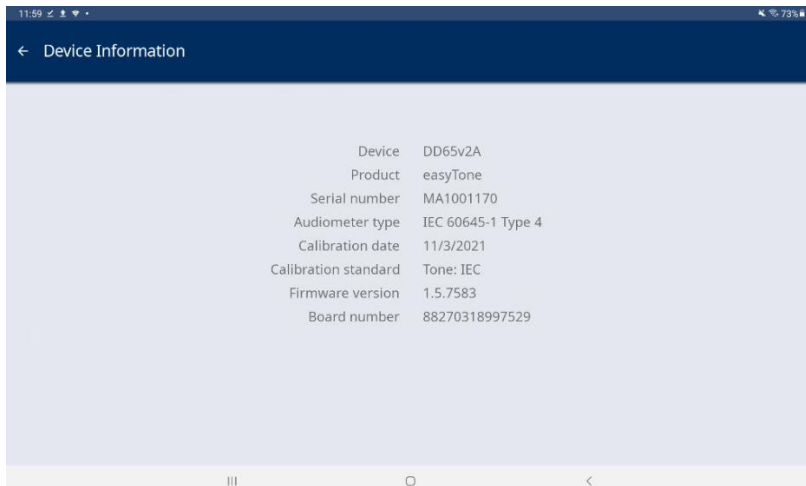 11:59
73%
Device Information
Device DD65v2A
Product easyTone
Serial number MA1001170
Audiometer type IEC 60645-1 Type 4
Calibration date 11/3/2021
Calibration standard Tone: IEC
Firmware version 1.5.7583
Board number 88270318997529